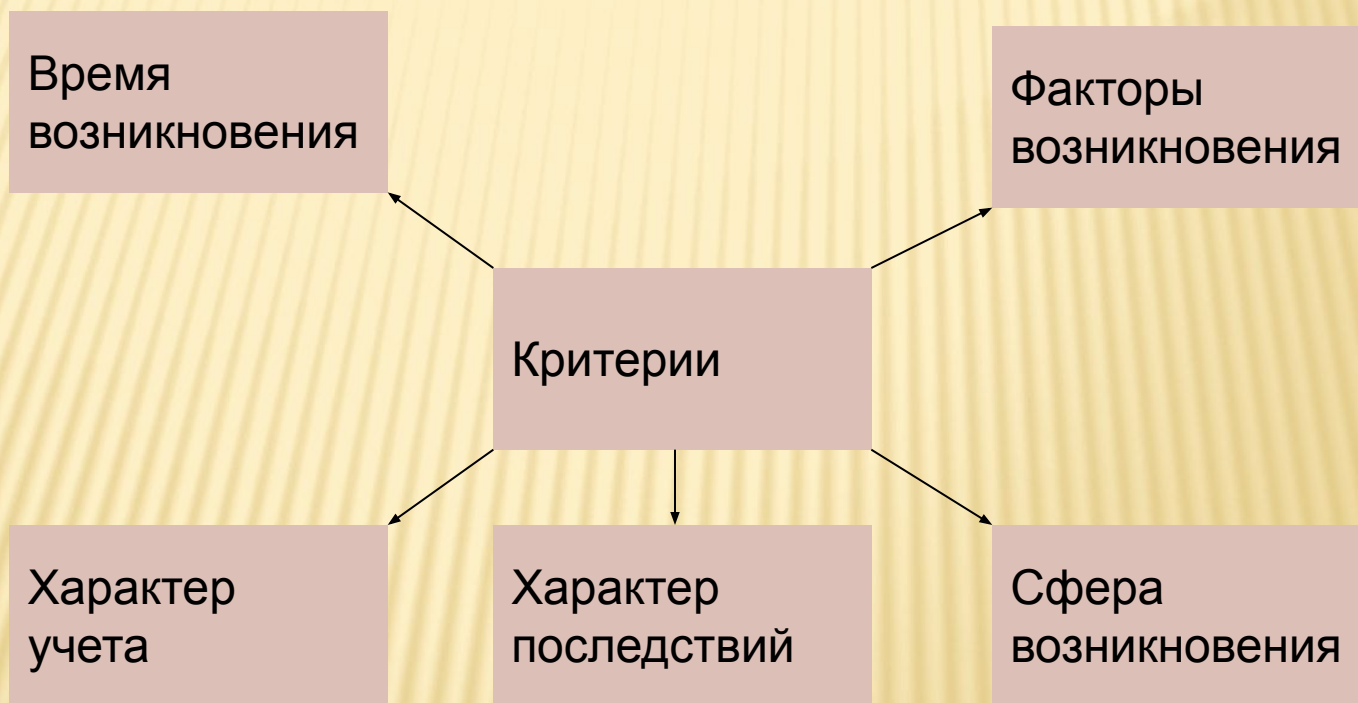 Время
возникновения
Факторы
возникновения
Критерии
Характер
учета
Характер
последствий
Сфера
возникновения